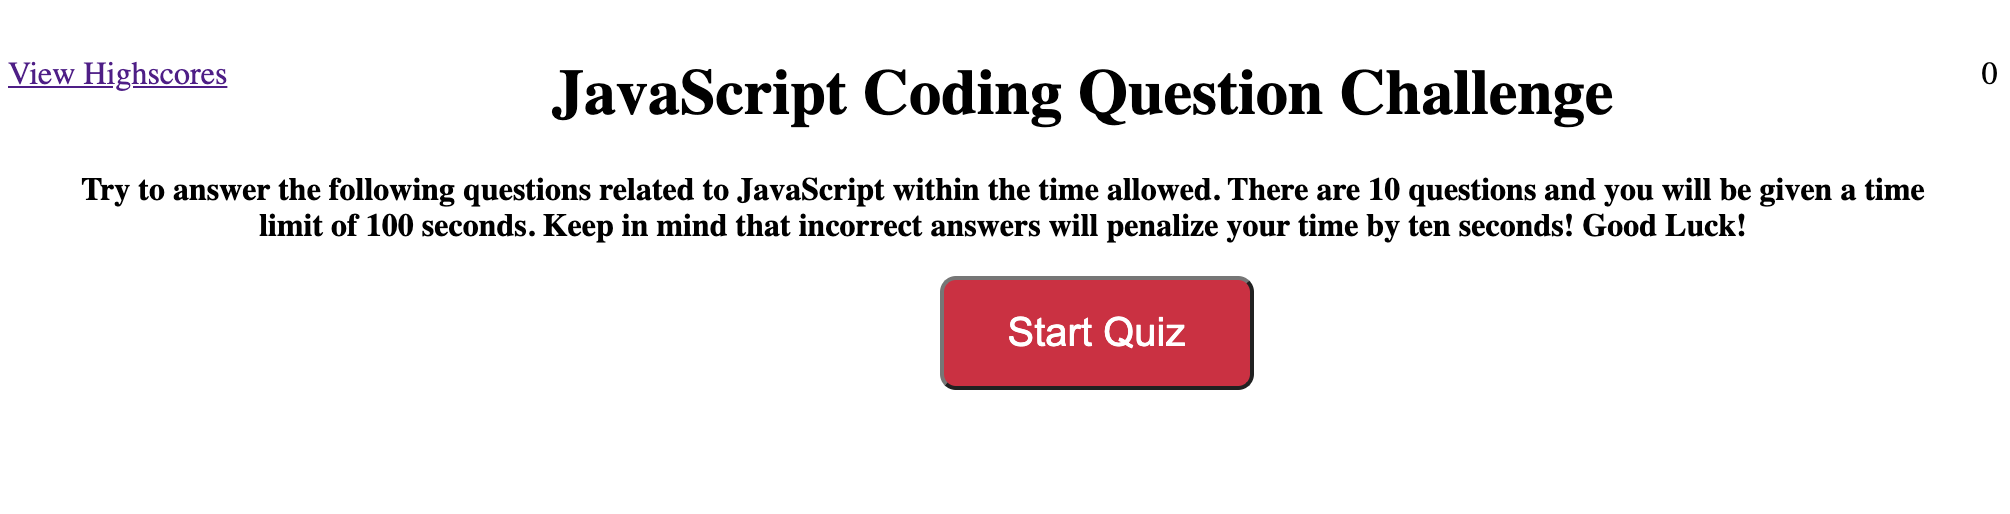 View Highscores
JavaScript Coding Question Challenge
0
Try to answer the following questions related to JavaScript within the time allowed. There are 10 questions and you will be given a time
limit of 100 seconds. Keep in mind that incorrect answers will penalize your time by ten seconds! Good Luck!
Start Quiz